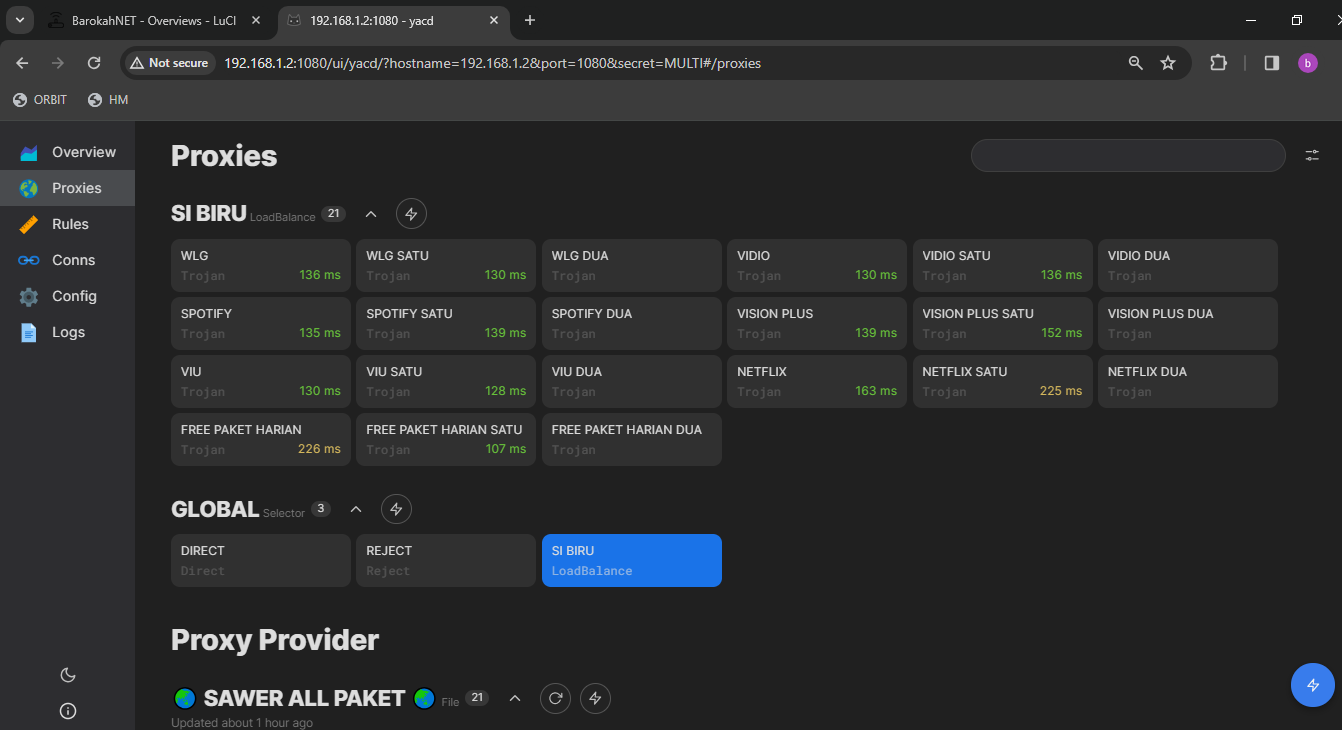 BarokahNET - Overviews - LuCI
192.168.1.2:1080 - yacd
Not secure
192.168.1.2:1080/ui/yacd/?hostname=192.168.1.2&port=1080&secret=MULTI#/proxies
b
ORBIT
HM
Overview
Proxies
Rules
Conns
Config
Logs
Proxies
SI BIRU LoadBalance 21
WLG
Trojan 136 ms
WLG SATU
Trojan 130 ms
WLG DUA
Trojan
VIDIO
Trojan 130 ms
VIDIO SATU
Trojan 136 ms
VIDIO DUA
Trojan
SPOTIFY
Trojan 135 ms
SPOTIFY SATU
Trojan 139 ms
SPOTIFY DUA
Trojan
VISION PLUS
Trojan 139 ms
VISION PLUS SATU
Trojan 152 ms
VISION PLUS DUA
Trojan
VIU
Trojan 130 ms
VIU SATU
Trojan 128 ms
VIU DUA
Trojan
NETFLIX
Trojan 163 ms
NETFLIX SATU
Trojan 225 ms
NETFLIX DUA
Trojan
FREE PAKET HARIAN
Trojan 226 ms
FREE PAKET HARIAN SATU
Trojan 107 ms
FREE PAKET HARIAN DUA
Trojan
GLOBAL Selector 3
DIRECT
Direct
REJECT
Reject
SI BIRU
LoadBalance
Proxy Provider
SAWER ALL PAKET File 21
Updated about 1 hour ago